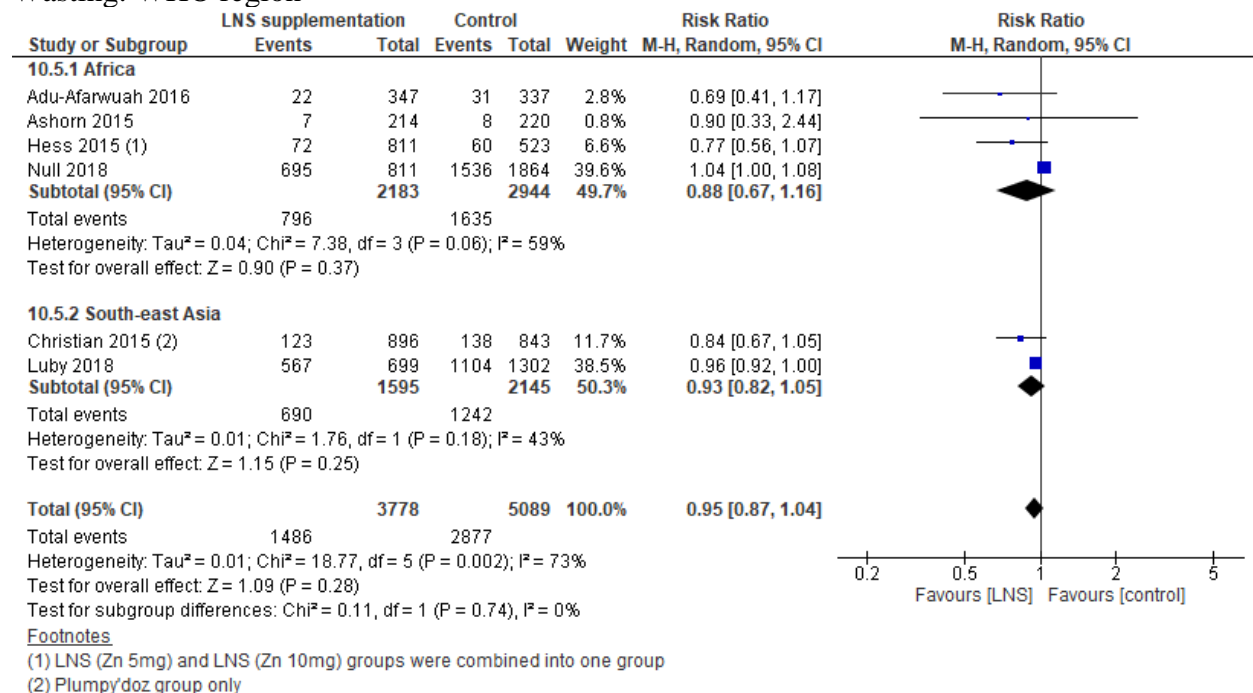 Wasting: WHO region
LNS supplementation Control Risk Ratio Risk Ratio
Study or Subgroup Events Total Events Total Weight M-H, Random, 95% CI M-H, Random, 95% CI
10.5.1 Africa
Adu-Afarwuah 2016 22 347 31 337 2.8% 0.69 [0.41, 1.17]
Ashorn 2015 7 214 8 220 0.8% 0.90 [0.33, 2.44]
Hess 2015 (1) 72 811 60 523 6.6% 0.77 [0.56, 1.07]
Null 2018 695 811 1536 1864 39.6% 1.04 [1.00, 1.08]
Subtotal (95% CI) 2183 2944 49.7% 0.88 [0.67, 1.16]
Total events 796 1635
Heterogeneity: Tau² = 0.04; Chi² = 7.38, df = 3 (P = 0.06); I² = 59%
Test for overall effect: Z = 0.90 (P = 0.37)
10.5.2 South-east Asia
Christian 2015 (2) 123 896 138 843 11.7% 0.84 [0.67, 1.05]
Luby 2018 567 699 1104 1302 38.5% 0.96 [0.92, 1.00]
Subtotal (95% CI) 1595 2145 50.3% 0.93 [0.82, 1.05]
Total events 690 1242
Heterogeneity: Tau² = 0.01; Chi² = 1.76, df = 1 (P = 0.18); I² = 43%
Test for overall effect: Z = 1.15 (P = 0.25)
Total (95% CI) 3778 5089 100.0% 0.95 [0.87, 1.04]
Total events 1486 2877
Heterogeneity: Tau² = 0.01; Chi² = 18.77, df = 5 (P = 0.002); I² = 73%
Test for overall effect: Z = 1.09 (P = 0.28)
Test for subgroup differences: Chi² = 0.11, df = 1 (P = 0.74), I² = 0%
0.2 0.5 1 2 5
Favours [LNS] Favours [control]
Footnotes
(1) LNS (Zn 5mg) and LNS (Zn 10mg) groups were combined into one group
(2) Plumpy'doz group only